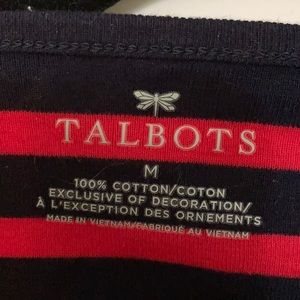 TALBOTS
M
100% COTTON/COTON
EXCLUSIVE OF DECORATION/
À L'EXCEPTION DES ORNEMENTS
MADE IN VIETNAM/FABRIQUÉ AU VIETNAM